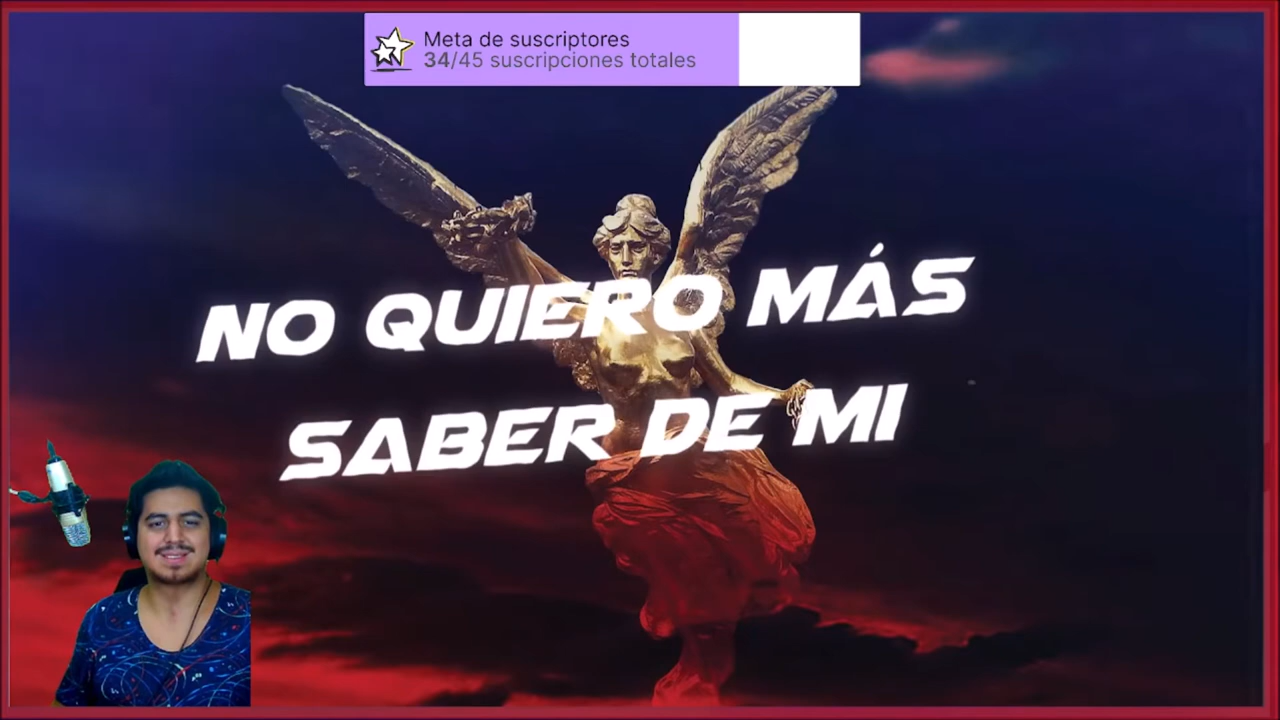 Meta de suscriptores
34/45 suscripciones totales
NO QUIERO MÁS
SABER DE MI